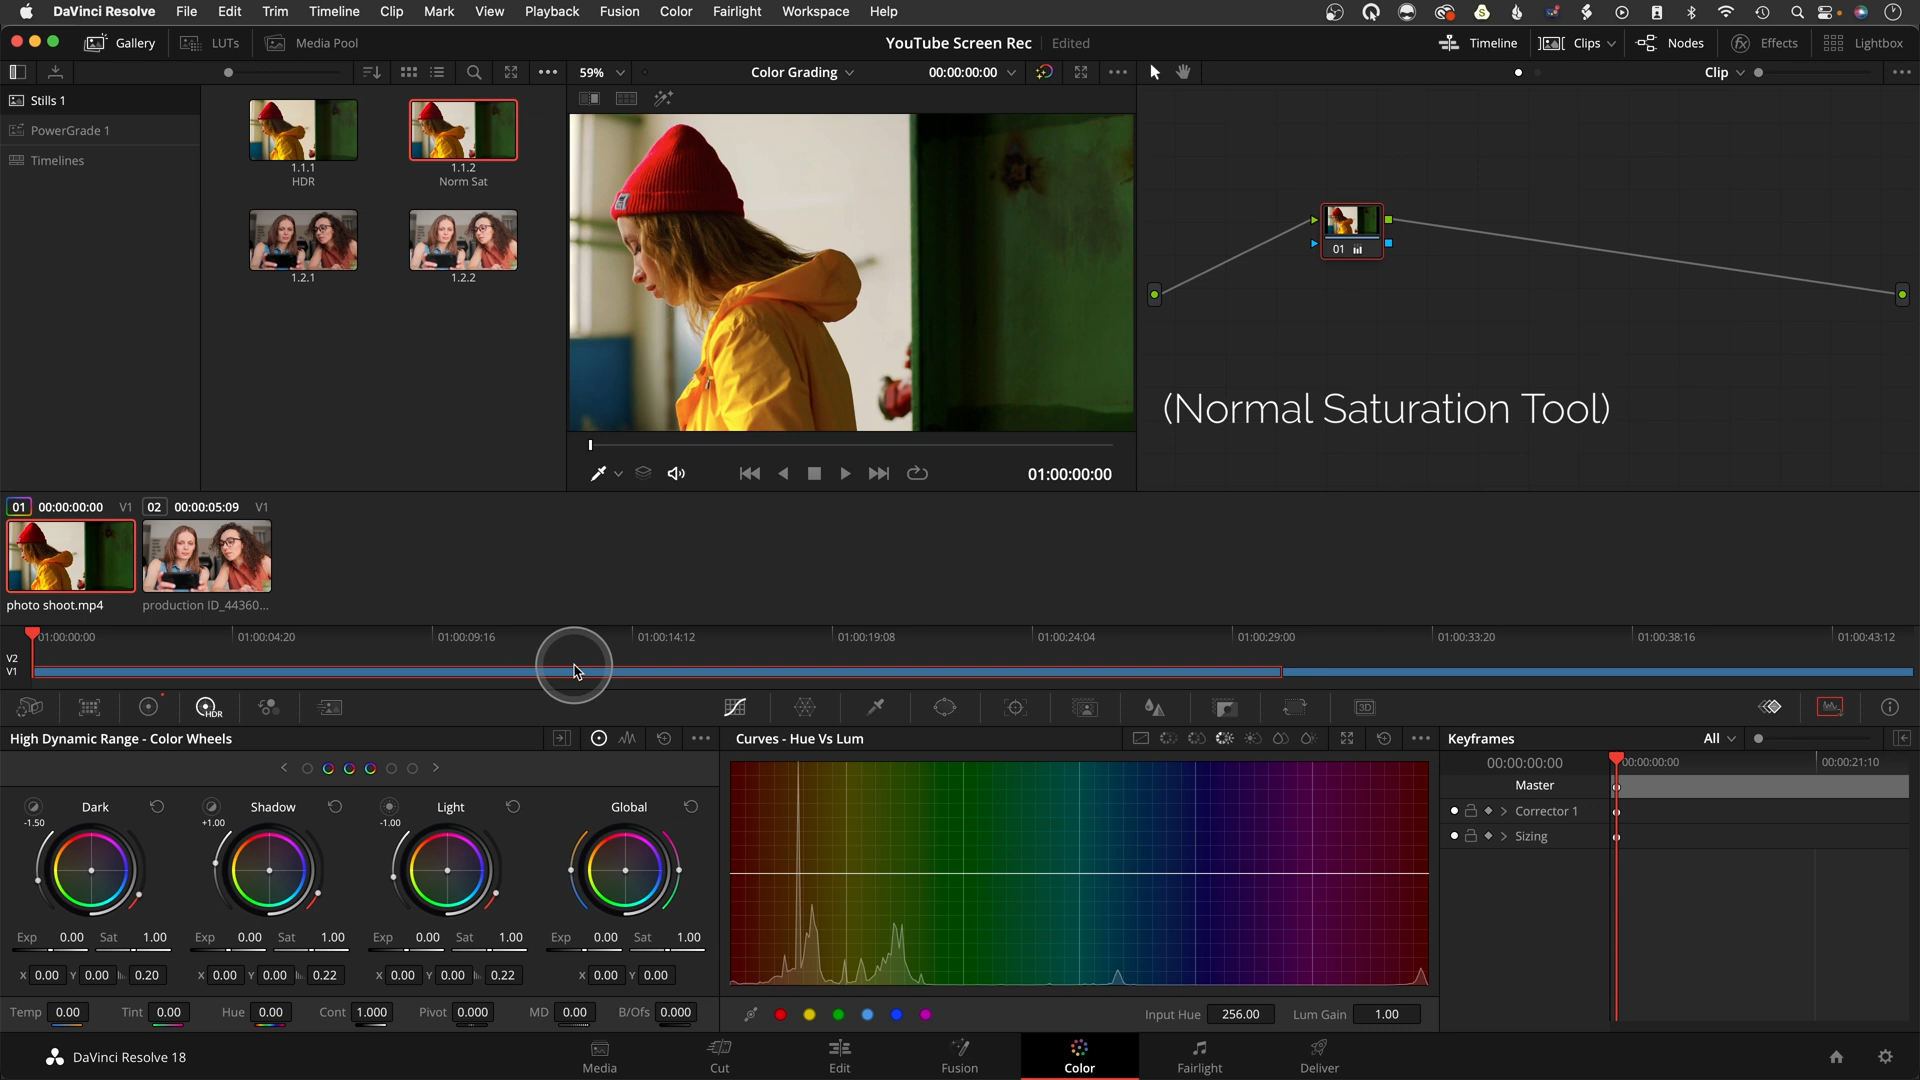 DaVinci Resolve File Edit Trim Timeline Clip Mark View Playback Fusion Color Fairlight Workspace Help
Gallery LUTs Media Pool YouTube Screen Rec Edited Timeline Clips Nodes Effects Lightbox
59% Color Grading 00:00:00:00 Clip
Stills 1
PowerGrade 1
Timelines
1.1.1
HDR
1.1.2
Norm Sat
1.2.1
1.2.2
01
(Normal Saturation Tool)
01:00:00:00
01 00:00:00:00 V1 02 00:00:05:09 V1
photo shoot.mp4 production ID_44360...
01:00:00:00 01:00:04:20 01:00:09:16 01:00:14:12 01:00:19:08 01:00:24:04 01:00:29:00 01:00:33:20 01:00:38:16 01:00:43:12
V2
V1
HDR 3D
High Dynamic Range - Color Wheels
Dark Shadow Light Global
-1.50 +1.00 -1.00
Exp 0.00 Sat 1.00 Exp 0.00 Sat 1.00 Exp 0.00 Sat 1.00 Exp 0.00 Sat 1.00
X 0.00 Y 0.00 0.20 X 0.00 Y 0.00 0.22 X 0.00 Y 0.00 0.22 X 0.00 Y 0.00
Temp 0.00 Tint 0.00 Hue 0.00 Cont 1.000 Pivot 0.000 MD 0.00 B/Ofs 0.000
Curves - Hue Vs Lum
Input Hue 256.00 Lum Gain 1.00
Keyframes All
00:00:00:00 00:00:00:00 00:00:21:10
Master
Corrector 1
Sizing
DaVinci Resolve 18 Media Cut Edit Fusion Color Fairlight Deliver